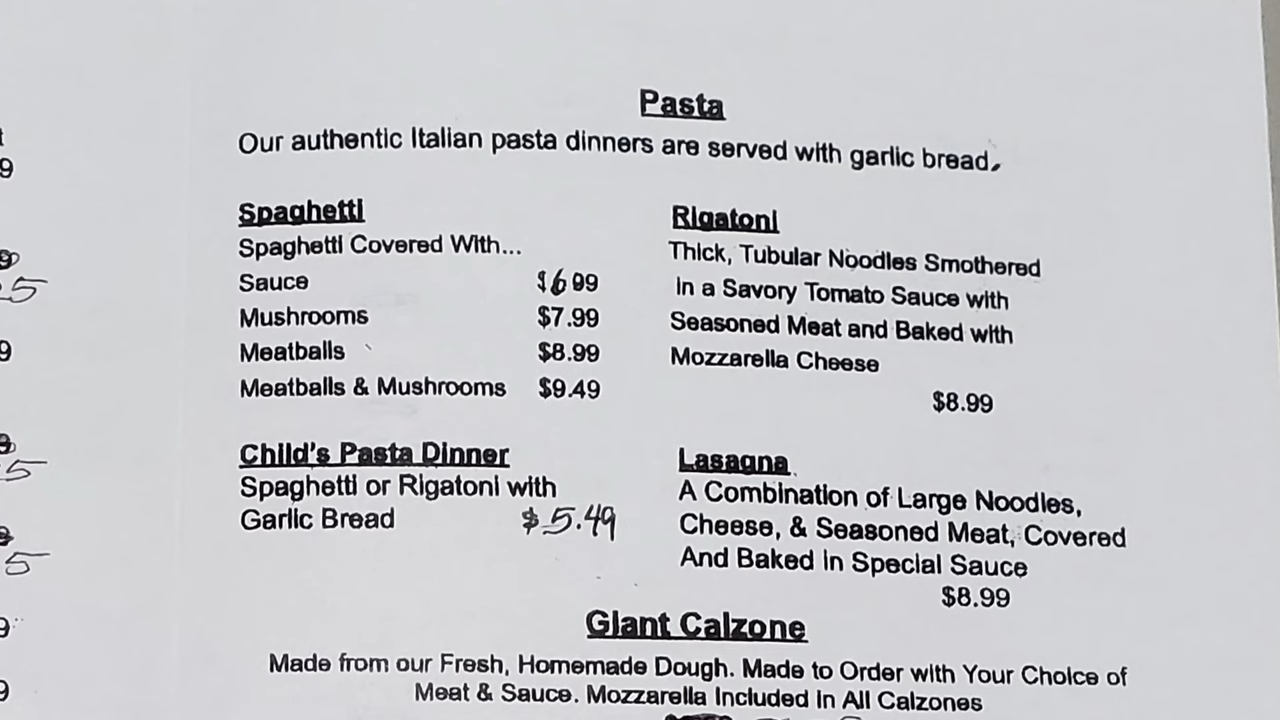 Pasta
Our authentic Italian pasta dinners are served with garlic bread.
Spaghetti
Spaghetti Covered With...
Sauce $6.99
Mushrooms $7.99
Meatballs $8.99
Meatballs & Mushrooms $9.49
Child's Pasta Dinner
Spaghetti or Rigatoni with
Garlic Bread $5.49
Rigatoni
Thick, Tubular Noodles Smothered
in a Savory Tomato Sauce with
Seasoned Meat and Baked with
Mozzarella Cheese
$8.99
Lasagna
A Combination of Large Noodles,
Cheese, & Seasoned Meat, Covered
And Baked in Special Sauce
$8.99
Giant Calzone
Made from our Fresh, Homemade Dough. Made to Order with Your Choice of
Meat & Sauce. Mozzarella Included in All Calzones